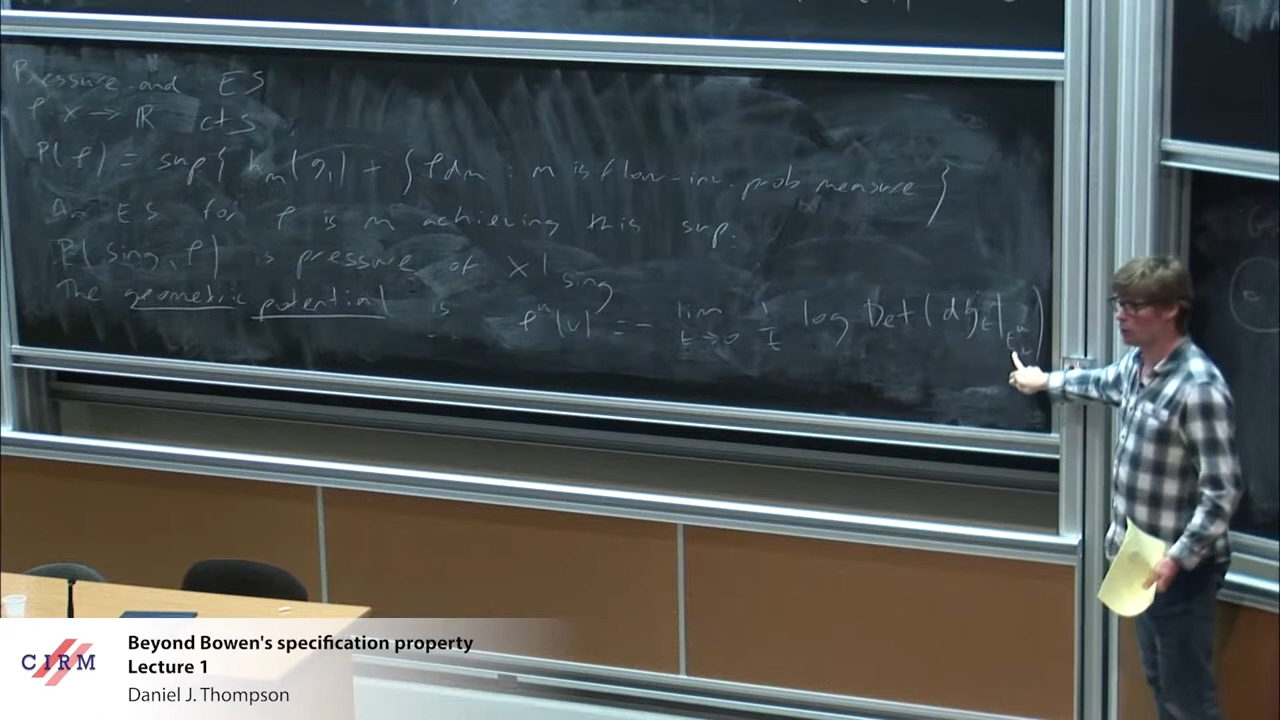 Pressure and ES
φ: X → ℝ cts.
P(φ) = sup { h_m(g_1) + ∫ φ dm : m is flow-inv. prob measure }
An ES for φ is m achieving this sup.
P(Sing, φ) is pressure of X|_Sing
The geometric potential is φ^u(v) = - lim_{t→0} 1/t log Det(dg_t|_{E^u_v})
CIRM
Beyond Bowen's specification property
Lecture 1
Daniel J. Thompson